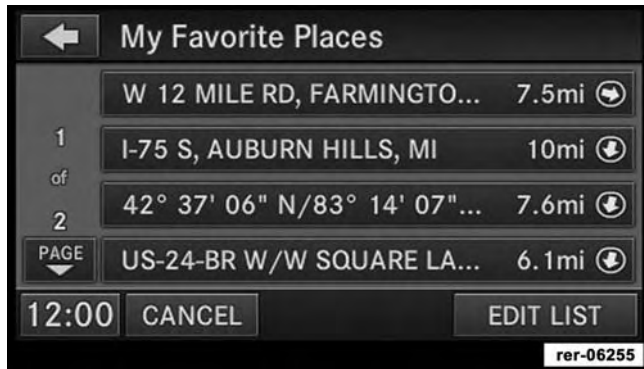 My Favorite Places
W 12 MILE RD, FARMINGTO... 7.5mi
1 of 2
I-75 S, AUBURN HILLS, MI 10mi
42° 37' 06" N/83° 14' 07"... 7.6mi
PAGE
US-24-BR W/W SQUARE LA... 6.1mi
12:00 CANCEL EDIT LIST
rer-06255